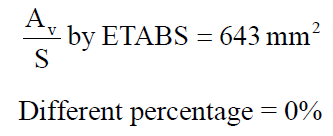 A_v/S by ETABS = 643 mm²
Different percentage = 0%